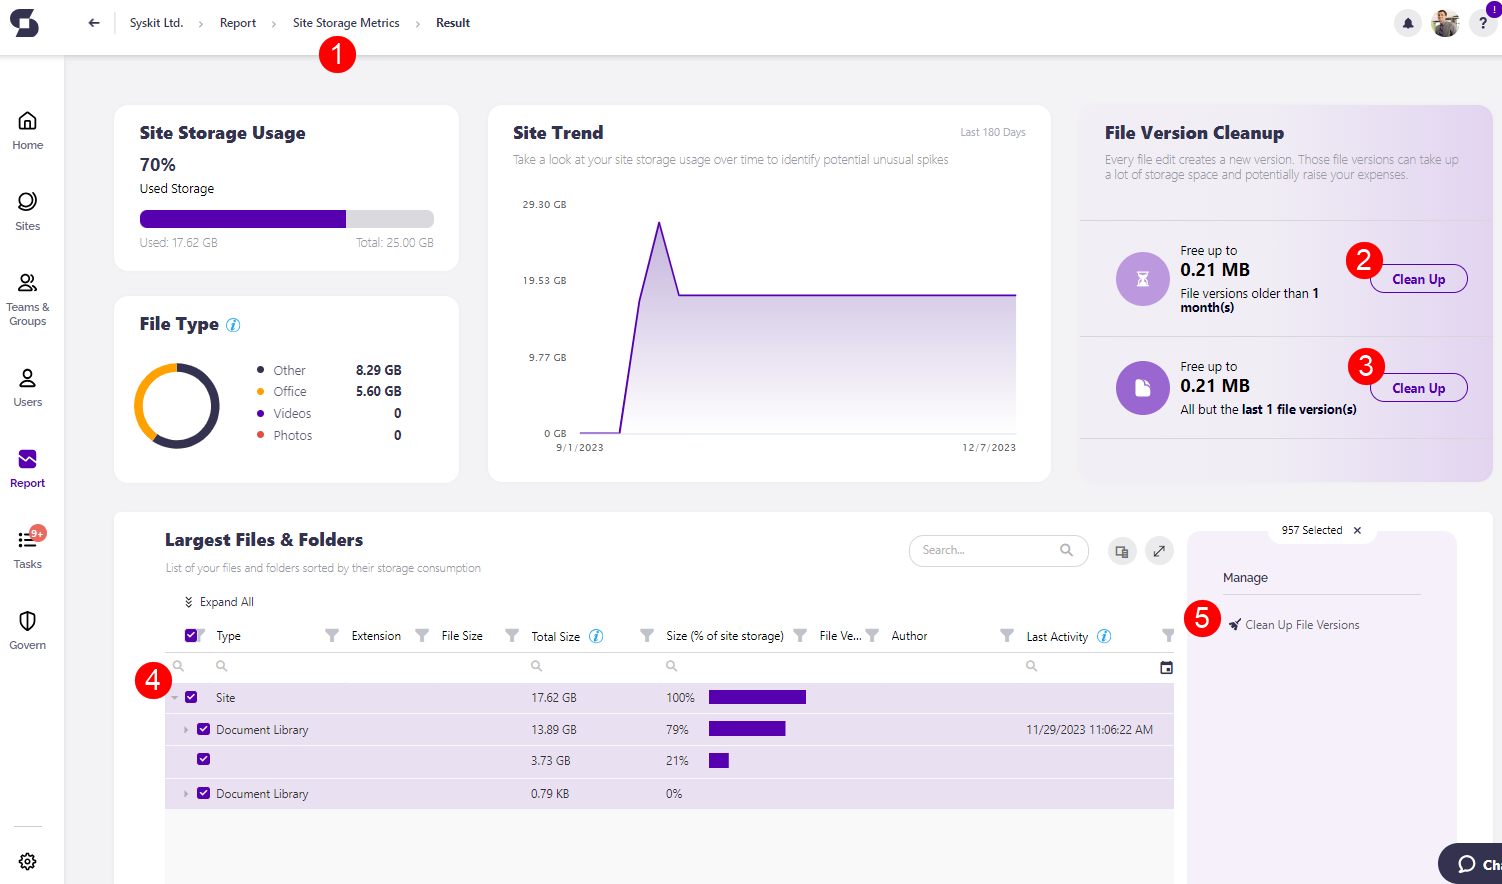 Syskit Ltd. > Report > Site Storage Metrics > Result
!
?
1
Home
Sites
Teams &
Groups
Users
Report
9+
Tasks
Govern
Site Storage Usage
70%
Used Storage
Used: 17.62 GB Total: 25.00 GB
File Type i
Other 8.29 GB
Office 5.60 GB
Videos 0
Photos 0
Site Trend Last 180 Days
Take a look at your site storage usage over time to identify potential unusual spikes
29.30 GB
19.53 GB
9.77 GB
0 GB
9/1/2023 12/7/2023
File Version Cleanup
Every file edit creates a new version. Those file versions can take up
a lot of storage space and potentially raise your expenses.
Free up to
0.21 MB
File versions older than 1
month(s)
2
Clean Up
Free up to
0.21 MB
All but the last 1 file version(s)
3
Clean Up
Largest Files & Folders
List of your files and folders sorted by their storage consumption
Search...
Expand All
Type Extension File Size Total Size i Size (% of site storage) File Ve... Author Last Activity i
4
Site 17.62 GB 100%
Document Library 13.89 GB 79% 11/29/2023 11:06:22 AM
3.73 GB 21%
Document Library 0.79 KB 0%
957 Selected ×
Manage
5
Clean Up File Versions